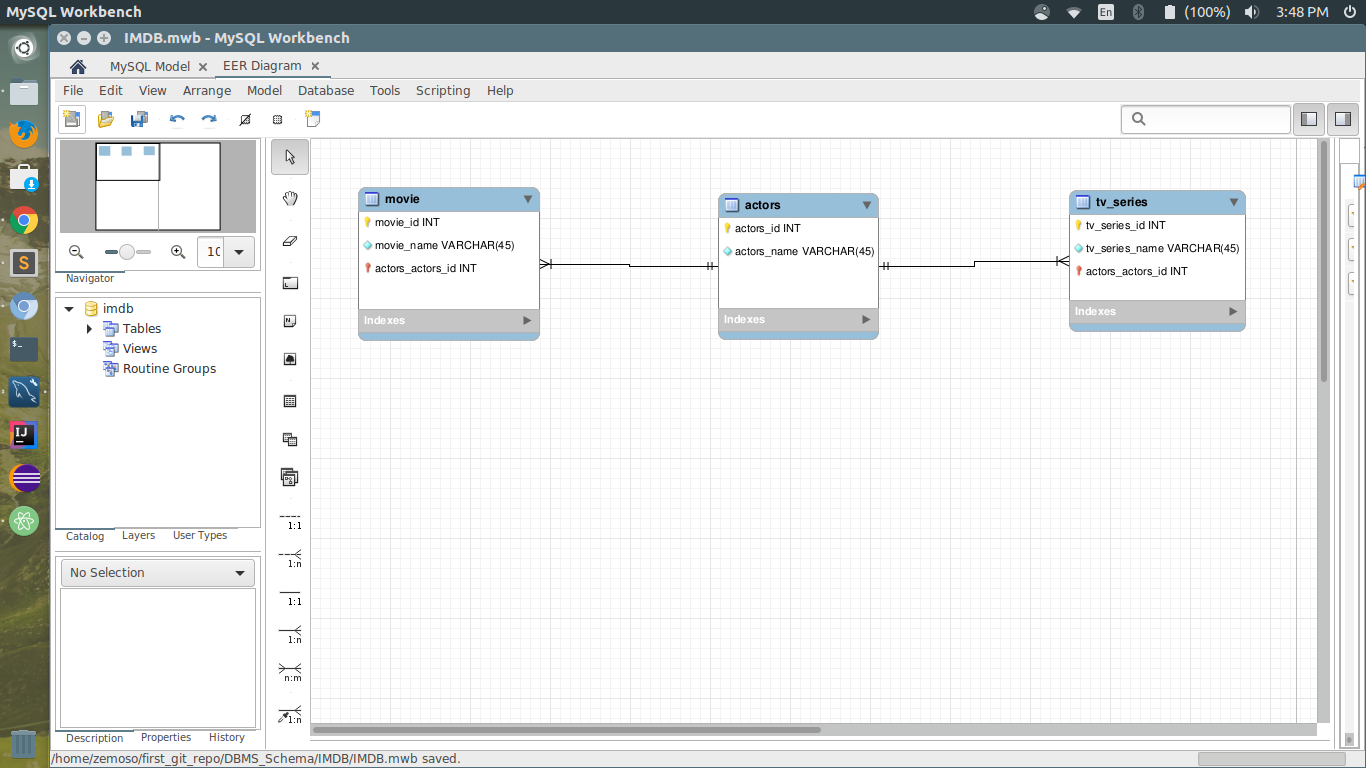 MySQL Workbench
En
(100%)
3:48 PM
IMDB.mwb - MySQL Workbench
MySQL Model
EER Diagram
File Edit View Arrange Model Database Tools Scripting Help
Navigator
imdb
Tables
Views
Routine Groups
Catalog Layers User Types
No Selection
Description Properties History
1:1
1:n
1:1
1:n
n:m
1:n
movie
movie_id INT
movie_name VARCHAR(45)
actors_actors_id INT
Indexes
actors
actors_id INT
actors_name VARCHAR(45)
Indexes
tv_series
tv_series_id INT
tv_series_name VARCHAR(45)
actors_actors_id INT
Indexes
/home/zemoso/first_git_repo/DBMS_Schema/IMDB/IMDB.mwb saved.